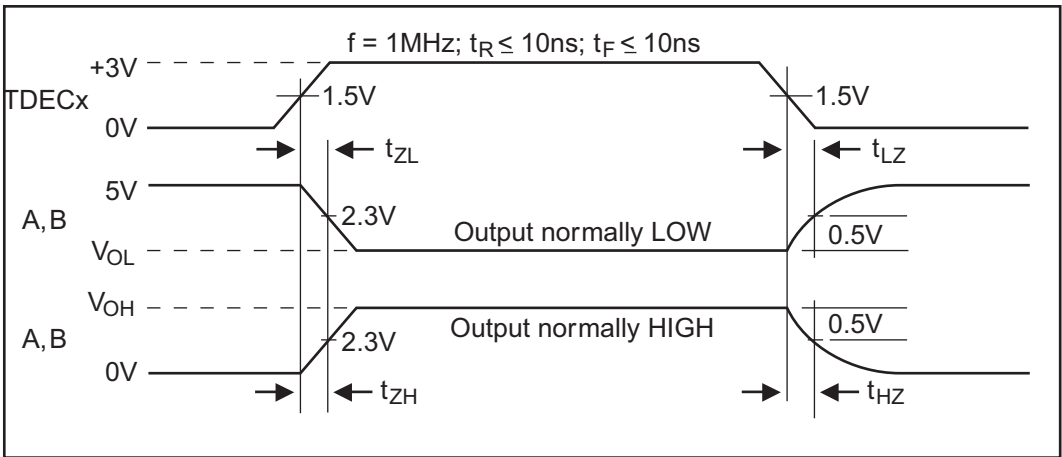 f = 1MHz; tR ≤ 10ns; tF ≤ 10ns
+3V
TDECx
1.5V
1.5V
0V
tZL
tLZ
5V
A,B
2.3V
Output normally LOW
0.5V
VOL
VOH
A,B
2.3V
Output normally HIGH
0.5V
0V
tZH
tHZ